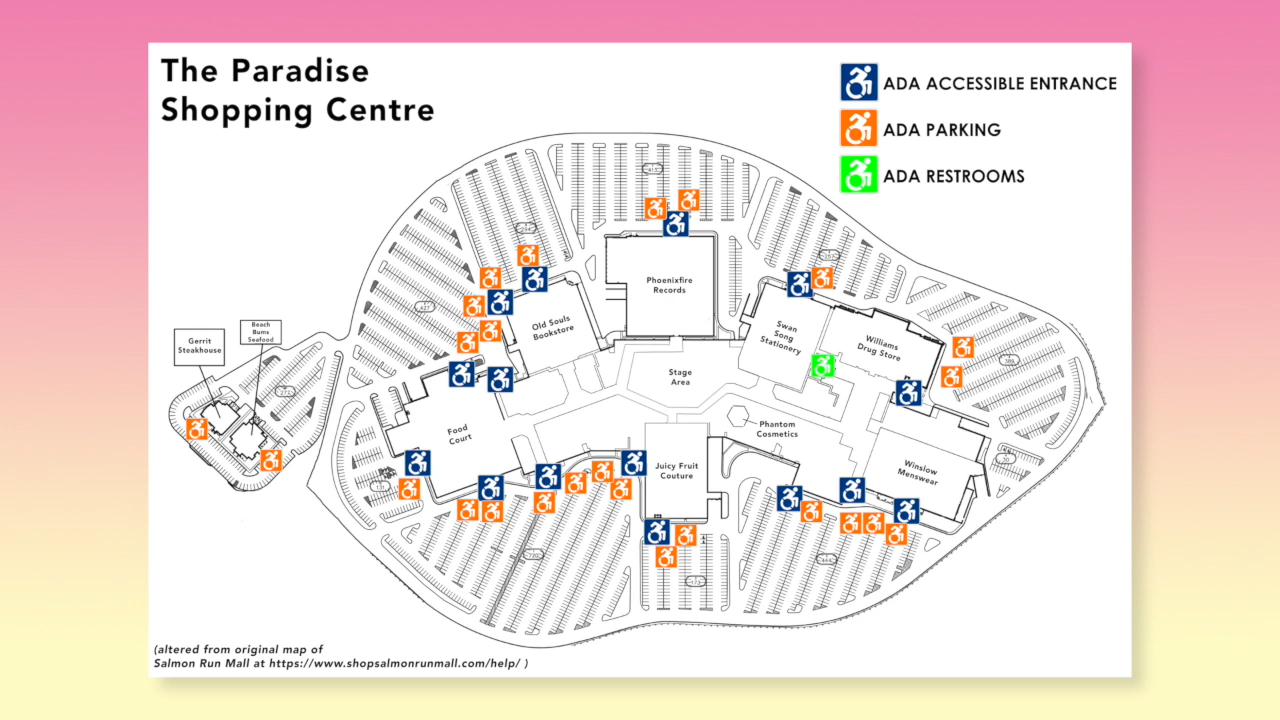 The Paradise
Shopping Centre
ADA ACCESSIBLE ENTRANCE
ADA PARKING
ADA RESTROOMS
Phoenixfire
Records
Old Souls
Bookstore
Swan
Song
Stationery
Williams
Drug Store
Gerrit
Steakhouse
Beach
Bums
Seafood
Stage
Area
Food
Court
Phantom
Cosmetics
Juicy Fruit
Couture
Winslow
Menswear
(altered from original map of
Salmon Run Mall at https://www.shopsalmonrunmall.com/help/ )